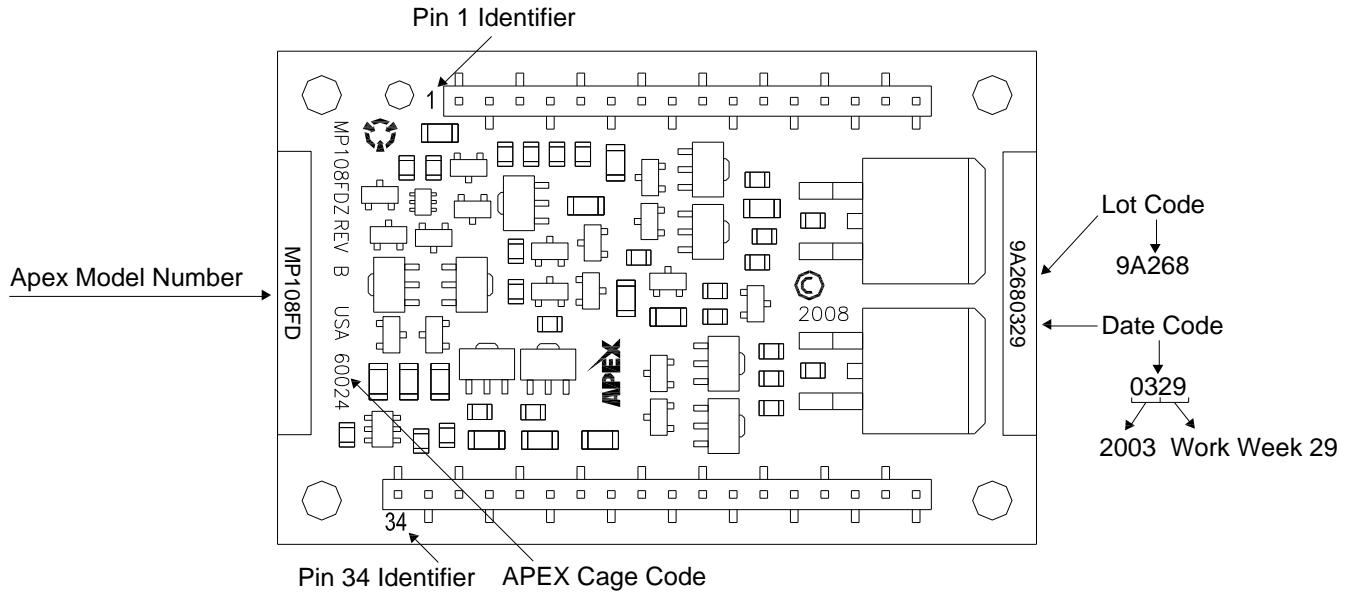 Pin 1 Identifier
1
MP108FDZ REV B USA 60024
Apex Model Number
MP108FD
APEX
© 2008
9A2680329
Lot Code
9A268
Date Code
0329
2003 Work Week 29
34
Pin 34 Identifier
APEX Cage Code